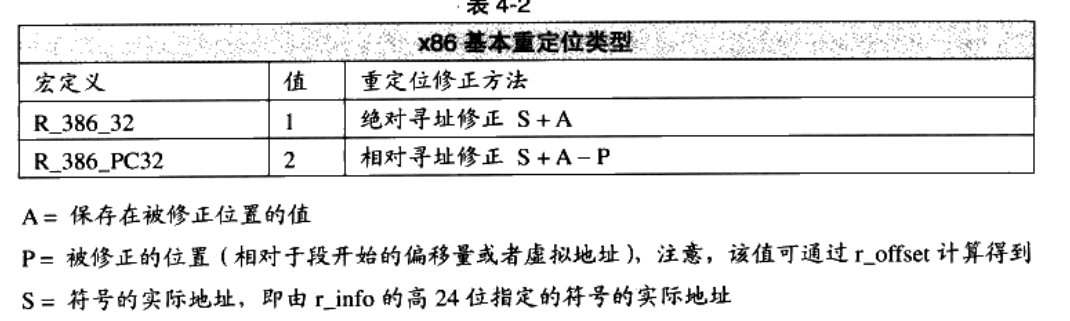 表 4-2
x86 基本重定位类型
宏定义 值 重定位修正方法
R_386_32 1 绝对寻址修正 S + A
R_386_PC32 2 相对寻址修正 S + A – P
A = 保存在被修正位置的值
P = 被修正的位置（相对于段开始的偏移量或者虚拟地址），注意，该值可通过 r_offset 计算得到
S = 符号的实际地址，即由 r_info 的高 24 位指定的符号的实际地址